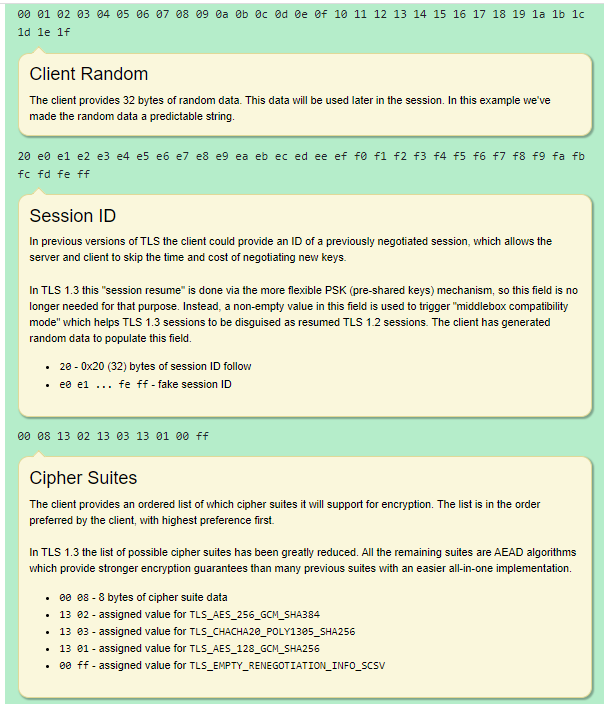 00 01 02 03 04 05 06 07 08 09 0a 0b 0c 0d 0e 0f 10 11 12 13 14 15 16 17 18 19 1a 1b 1c
1d 1e 1f
Client Random
The client provides 32 bytes of random data. This data will be used later in the session. In this example we've
made the random data a predictable string.
20 e0 e1 e2 e3 e4 e5 e6 e7 e8 e9 ea eb ec ed ee ef f0 f1 f2 f3 f4 f5 f6 f7 f8 f9 fa fb
fc fd fe ff
Session ID
In previous versions of TLS the client could provide an ID of a previously negotiated session, which allows the
server and client to skip the time and cost of negotiating new keys.
In TLS 1.3 this "session resume" is done via the more flexible PSK (pre-shared keys) mechanism, so this field is no
longer needed for that purpose. Instead, a non-empty value in this field is used to trigger "middlebox compatibility
mode" which helps TLS 1.3 sessions to be disguised as resumed TLS 1.2 sessions. The client has generated
random data to populate this field.
• 20 - 0x20 (32) bytes of session ID follow
• e0 e1 ... fe ff - fake session ID
00 08 13 02 13 03 13 01 00 ff
Cipher Suites
The client provides an ordered list of which cipher suites it will support for encryption. The list is in the order
preferred by the client, with highest preference first.
In TLS 1.3 the list of possible cipher suites has been greatly reduced. All the remaining suites are AEAD algorithms
which provide stronger encryption guarantees than many previous suites with an easier all-in-one implementation.
• 00 08 - 8 bytes of cipher suite data
• 13 02 - assigned value for TLS_AES_256_GCM_SHA384
• 13 03 - assigned value for TLS_CHACHA20_POLY1305_SHA256
• 13 01 - assigned value for TLS_AES_128_GCM_SHA256
• 00 ff - assigned value for TLS_EMPTY_RENEGOTIATION_INFO_SCSV